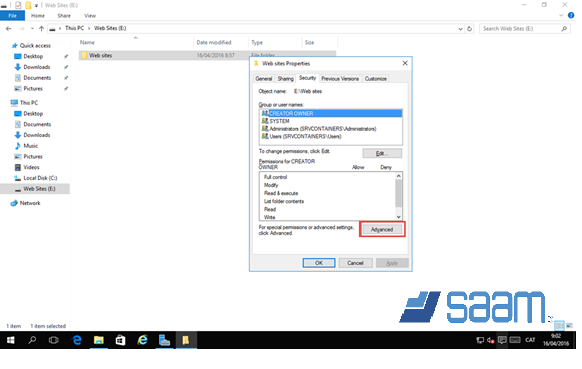 Web Sites (E:)
File Home Share View
This PC Web Sites (E:)
Search Web Sites (E:)
Quick access
Desktop
Downloads
Documents
Pictures
This PC
Desktop
Documents
Downloads
Music
Pictures
Videos
Local Disk (C:)
Web Sites (E:)
Network
Name Date modified Type Size
Web sites 16/04/2016 8:57 File folder
Web sites Properties
General Sharing Security Previous Versions Customize
Object name: E:\Web sites
Group or user names:
CREATOR OWNER
SYSTEM
Administrators (SRVCONTAINERS\Administrators)
Users (SRVCONTAINERS\Users)
To change permissions, click Edit.
Edit...
Permissions for CREATOR
OWNER Allow Deny
Full control
Modify
Read & execute
List folder contents
Read
Write
For special permissions or advanced settings,
click Advanced.
Advanced
OK Cancel Apply
saam
1 item 1 item selected
CAT
9:02
16/04/2016